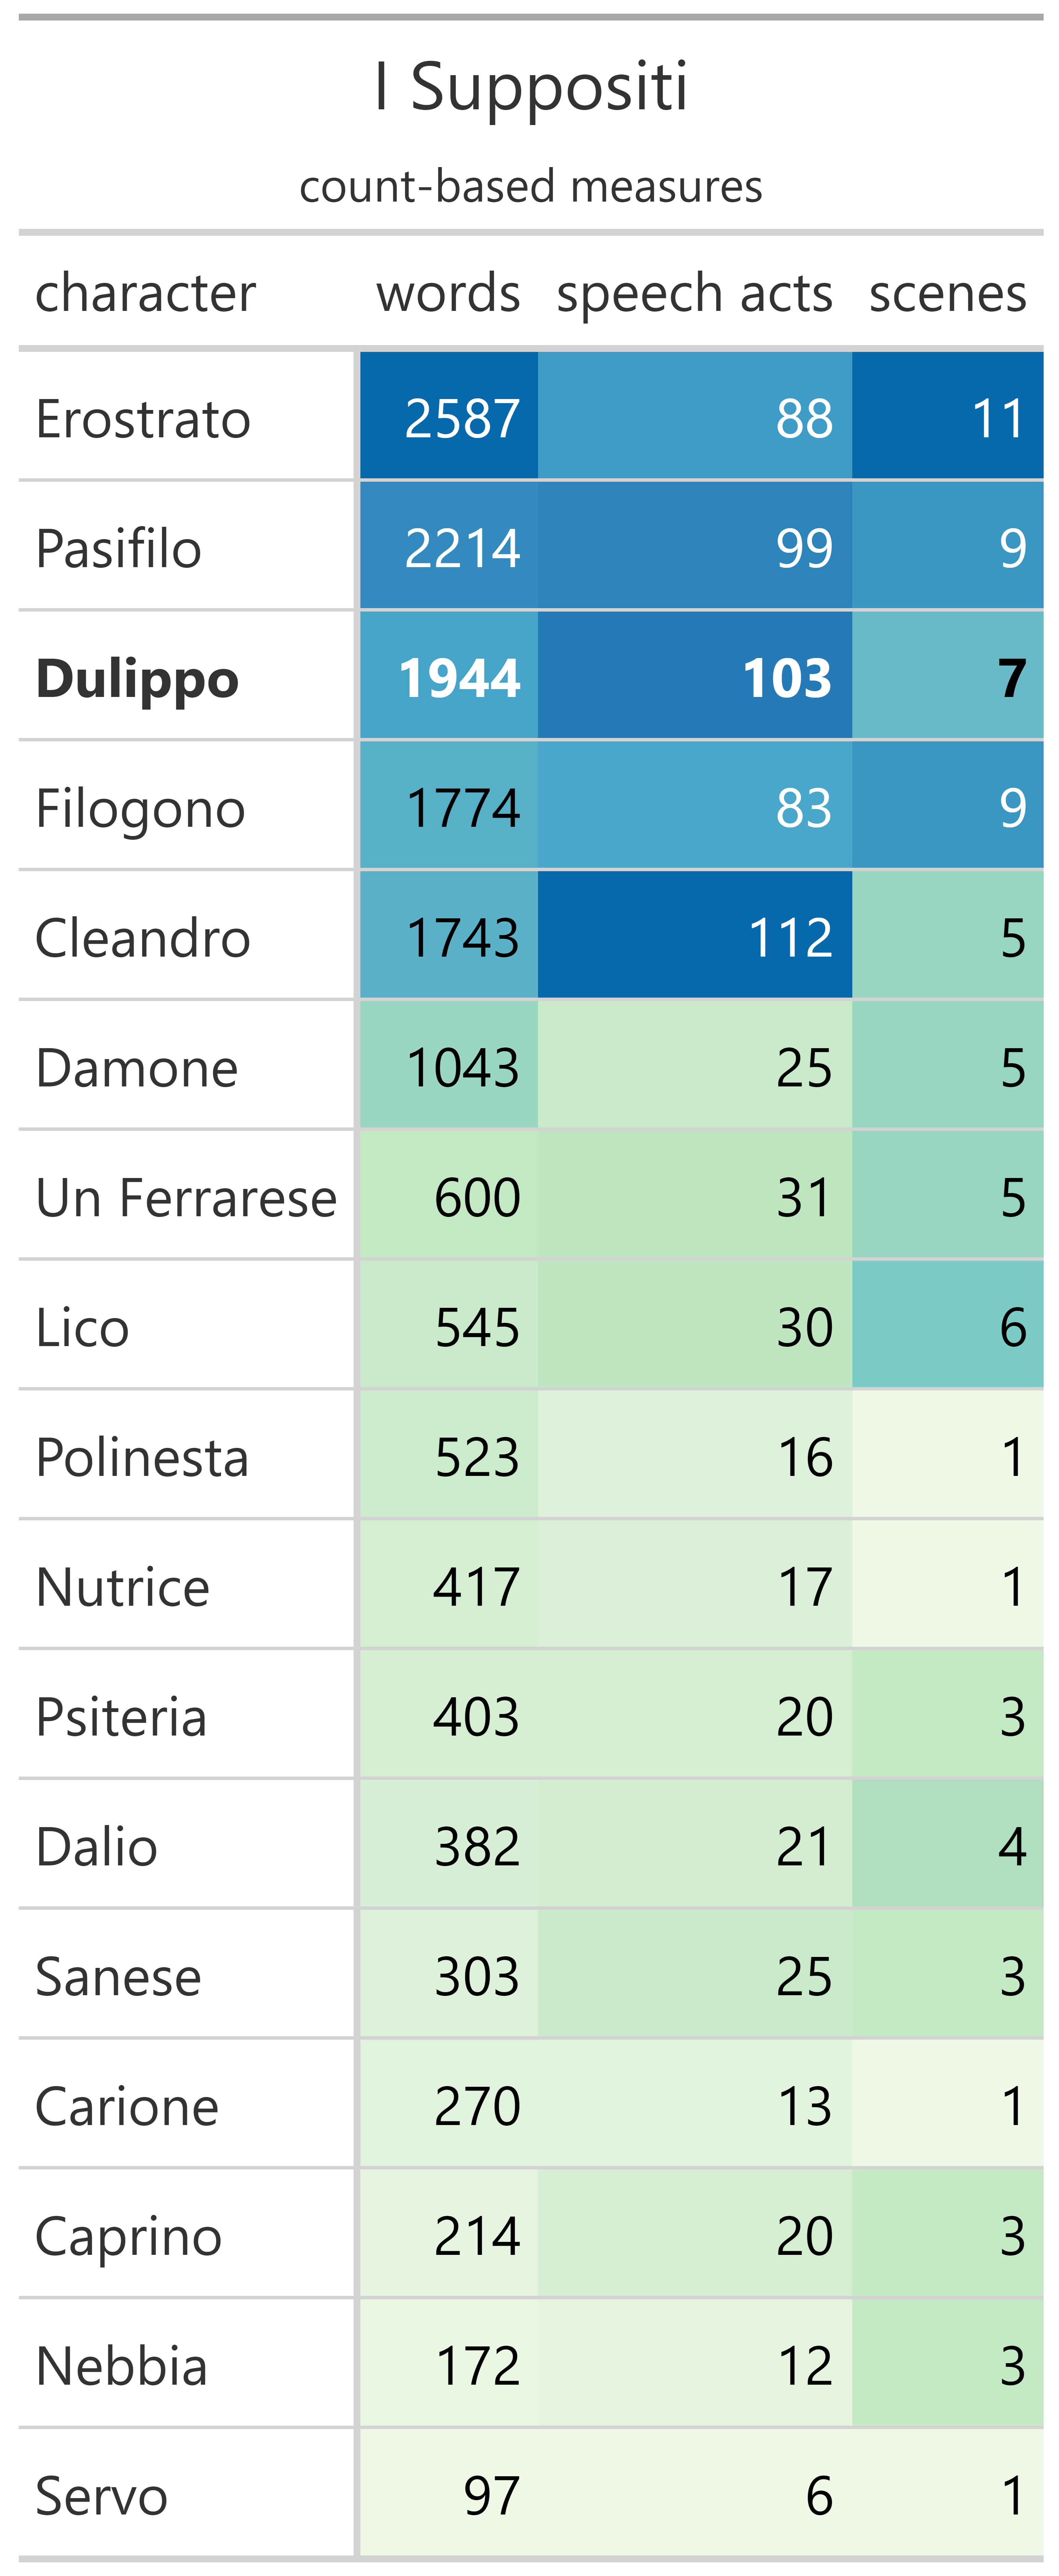 I Suppositi
count-based measures
character words speech acts scenes
Erostrato 2587 88 11
Pasifilo 2214 99 9
Dulippo 1944 103 7
Filogono 1774 83 9
Cleandro 1743 112 5
Damone 1043 25 5
Un Ferrarese 600 31 5
Lico 545 30 6
Polinesta 523 16 1
Nutrice 417 17 1
Psiteria 403 20 3
Dalio 382 21 4
Sanese 303 25 3
Carione 270 13 1
Caprino 214 20 3
Nebbia 172 12 3
Servo 97 6 1